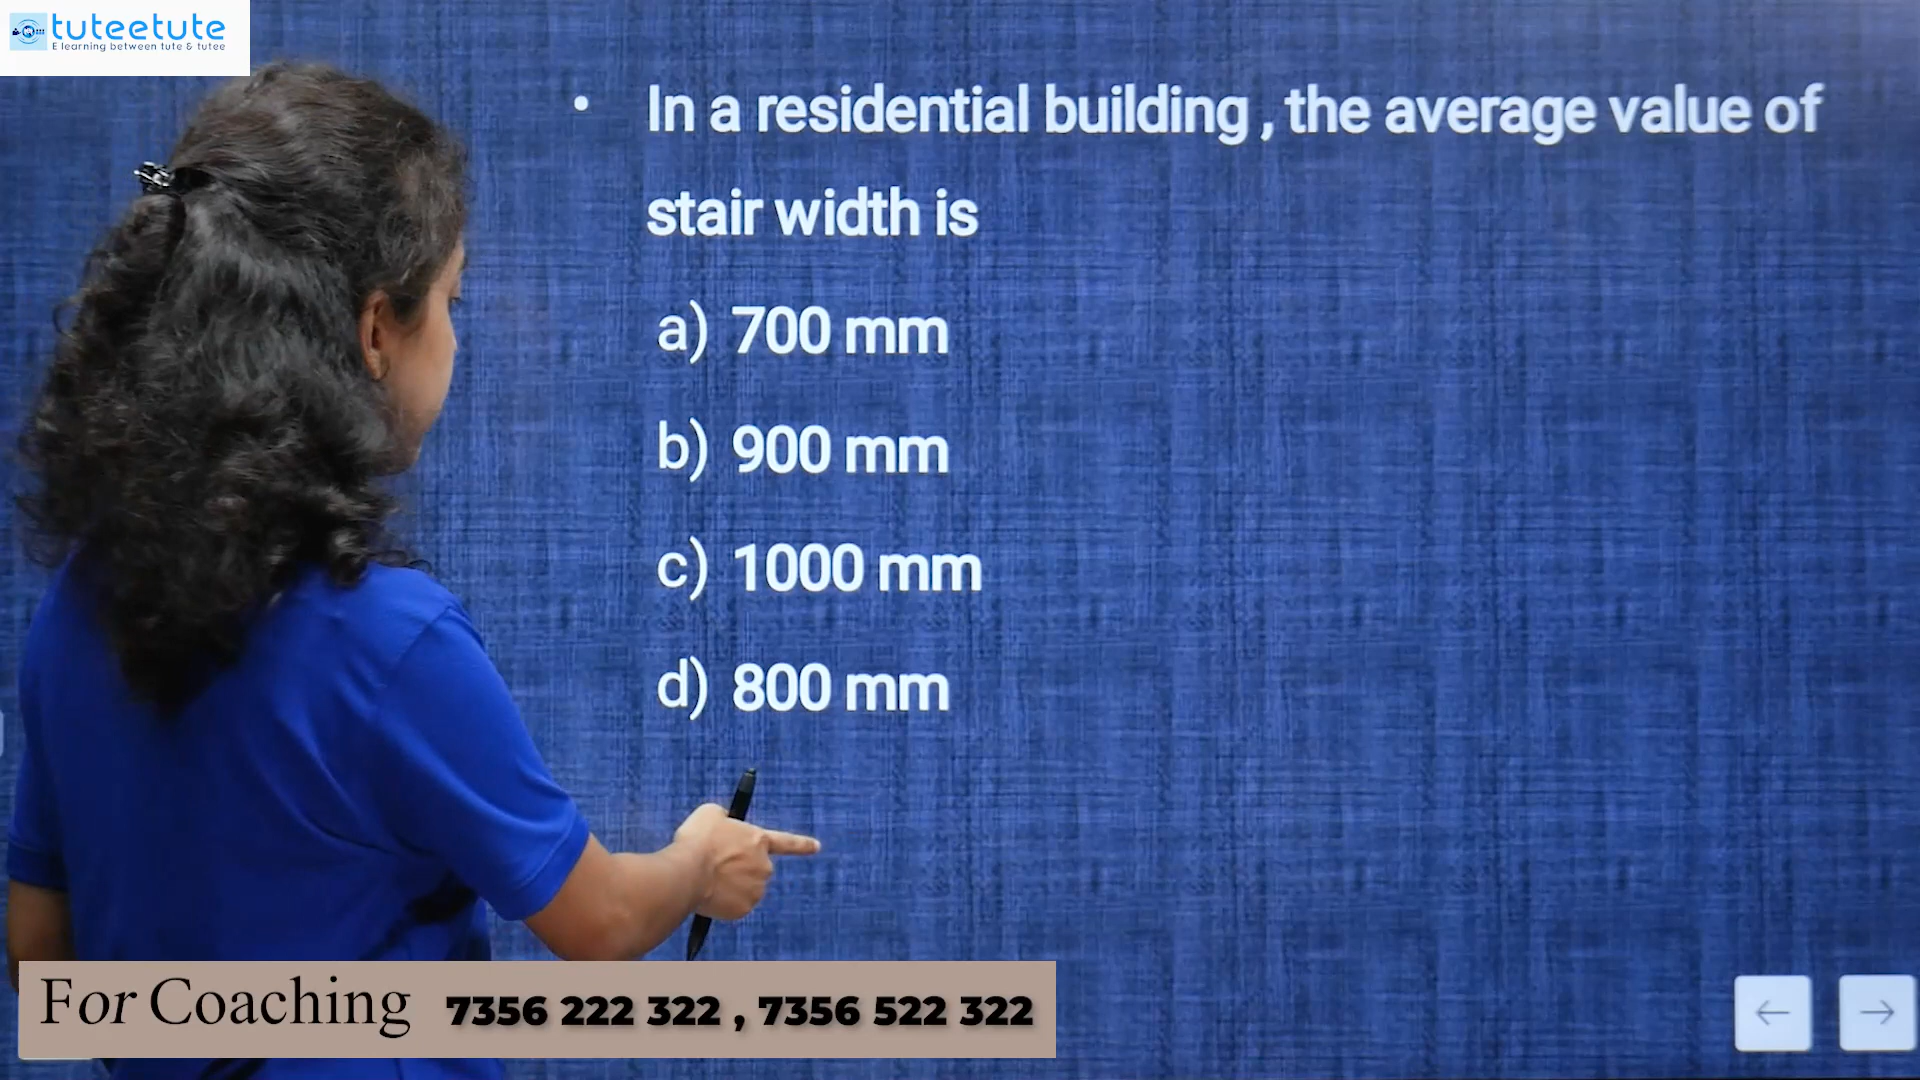 tuteetute
E learning between tute & tutee
• In a residential building , the average value of
stair width is
a) 700 mm
b) 900 mm
c) 1000 mm
d) 800 mm
For Coaching 7356 222 322 , 7356 522 322